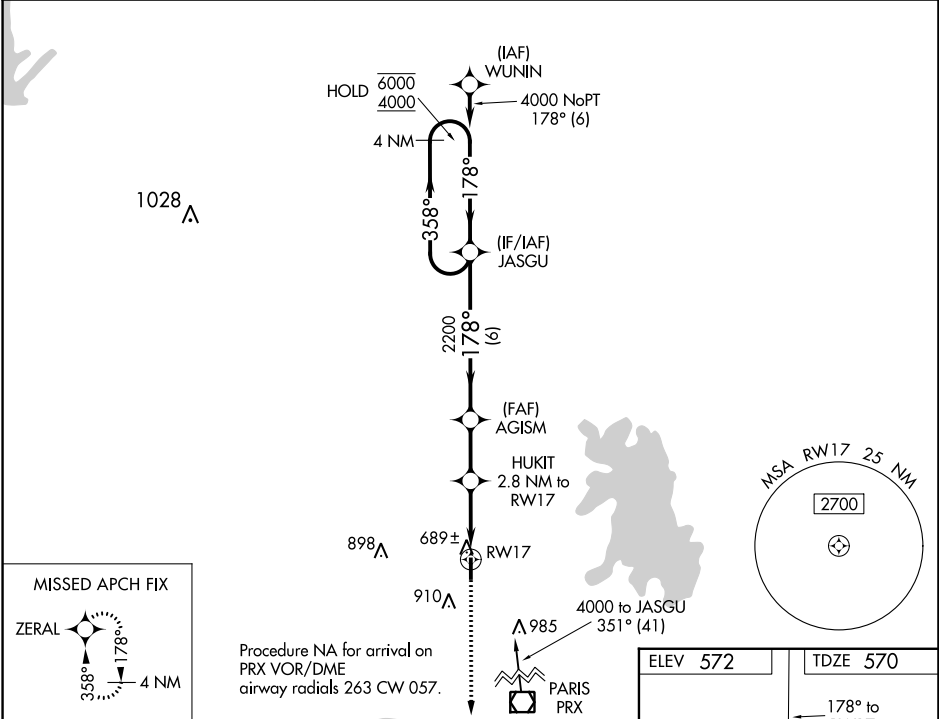 (IAF)
WUNIN
HOLD 6000
4000
4000 NoPT
178° (6)
4 NM
178°
358°
1028
(IF/IAF)
JASGU
2200
178°
(6)
(FAF)
AGISM
HUKIT
2.8 NM to
RW17
MSA RW17 25 NM
2700
898
689±
RW17
910
MISSED APCH FIX
ZERAL
178°
358°
4 NM
Procedure NA for arrival on
PRX VOR/DME
airway radials 263 CW 057.
4000 to JASGU
351° (41)
985
PARIS
PRX
ELEV 572
TDZE 570
178° to